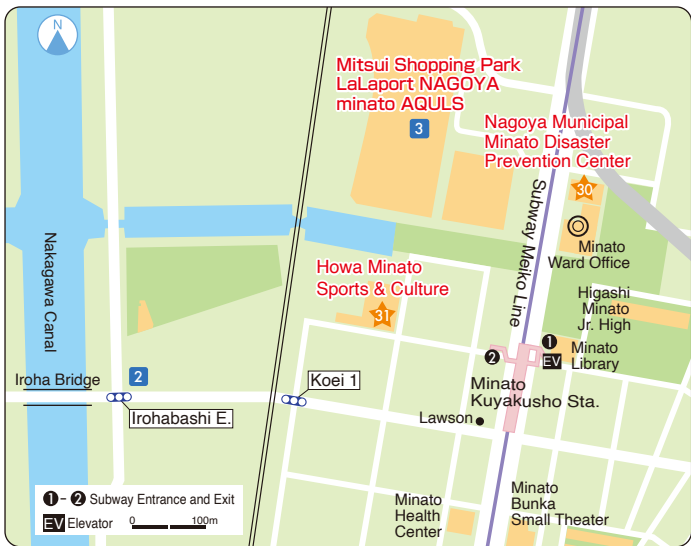 N
Mitsui Shopping Park
LaLaport NAGOYA
minato AQULS
3
Nagoya Municipal
Minato Disaster
Prevention Center
30
Minato
Ward Office
Subway Meiko Line
Nakagawa Canal
Howa Minato
Sports & Culture
31
Higashi
Minato
Jr. High
1
EV
Minato
Library
2
Minato
Kuyakusho Sta.
Iroha Bridge
2
Irohabashi E.
Koei 1
Lawson
Minato
Health
Center
Minato
Bunka
Small Theater
1 - 2 Subway Entrance and Exit
EV Elevator 0 100m